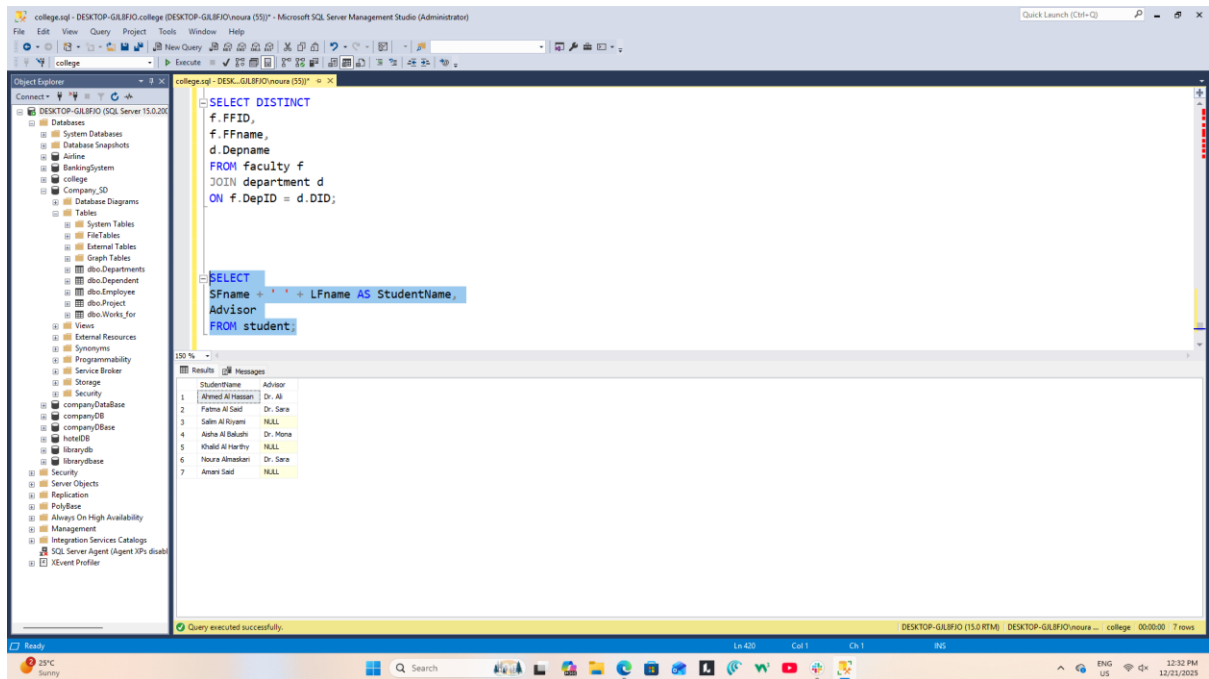 college.sql - DESKTOP-GJL8FJO.college (DESKTOP-GJL8FJO\noura (55))* - Microsoft SQL Server Management Studio (Administrator)
Quick Launch (Ctrl+Q)
File Edit View Query Project Tools Window Help
New Query
college
Execute
Object Explorer
college.sql - DESK...GJL8FJO\noura (55))*
Connect
DESKTOP-GJL8FJO (SQL Server 15.0.200
Databases
System Databases
Database Snapshots
Airline
BankingSystem
college
Company_SD
Database Diagrams
Tables
System Tables
FileTables
External Tables
Graph Tables
dbo.Departments
dbo.Dependent
dbo.Employee
dbo.Project
dbo.Works_for
Views
External Resources
Synonyms
Programmability
Service Broker
Storage
Security
companyDataBase
companyDB
companyDBase
hotelDB
librarydb
librarydbase
Security
Server Objects
Replication
PolyBase
Always On High Availability
Management
Integration Services Catalogs
SQL Server Agent (Agent XPs disabl
XEvent Profiler
SELECT DISTINCT
f.FFID,
f.FFname,
d.Depname
FROM faculty f
JOIN department d
ON f.DepID = d.DID;
SELECT
SFname + ' ' + LFname AS StudentName,
Advisor
FROM student;
150 %
Results Messages
StudentName Advisor
1 Ahmed Al Hassan Dr. Ali
2 Fatma Al Said Dr. Sara
3 Salim Al Riyami NULL
4 Aisha Al Balushi Dr. Mona
5 Khalid Al Harthy NULL
6 Noura Almaskari Dr. Sara
7 Amani Said NULL
Query executed successfully.
DESKTOP-GJL8FJO (15.0 RTM) DESKTOP-GJL8FJO\noura ... college 00:00:00 7 rows
Ready
Ln 420 Col 1 Ch 1 INS
25°C
Sunny
Search
ENG
US
12:32 PM
12/21/2025